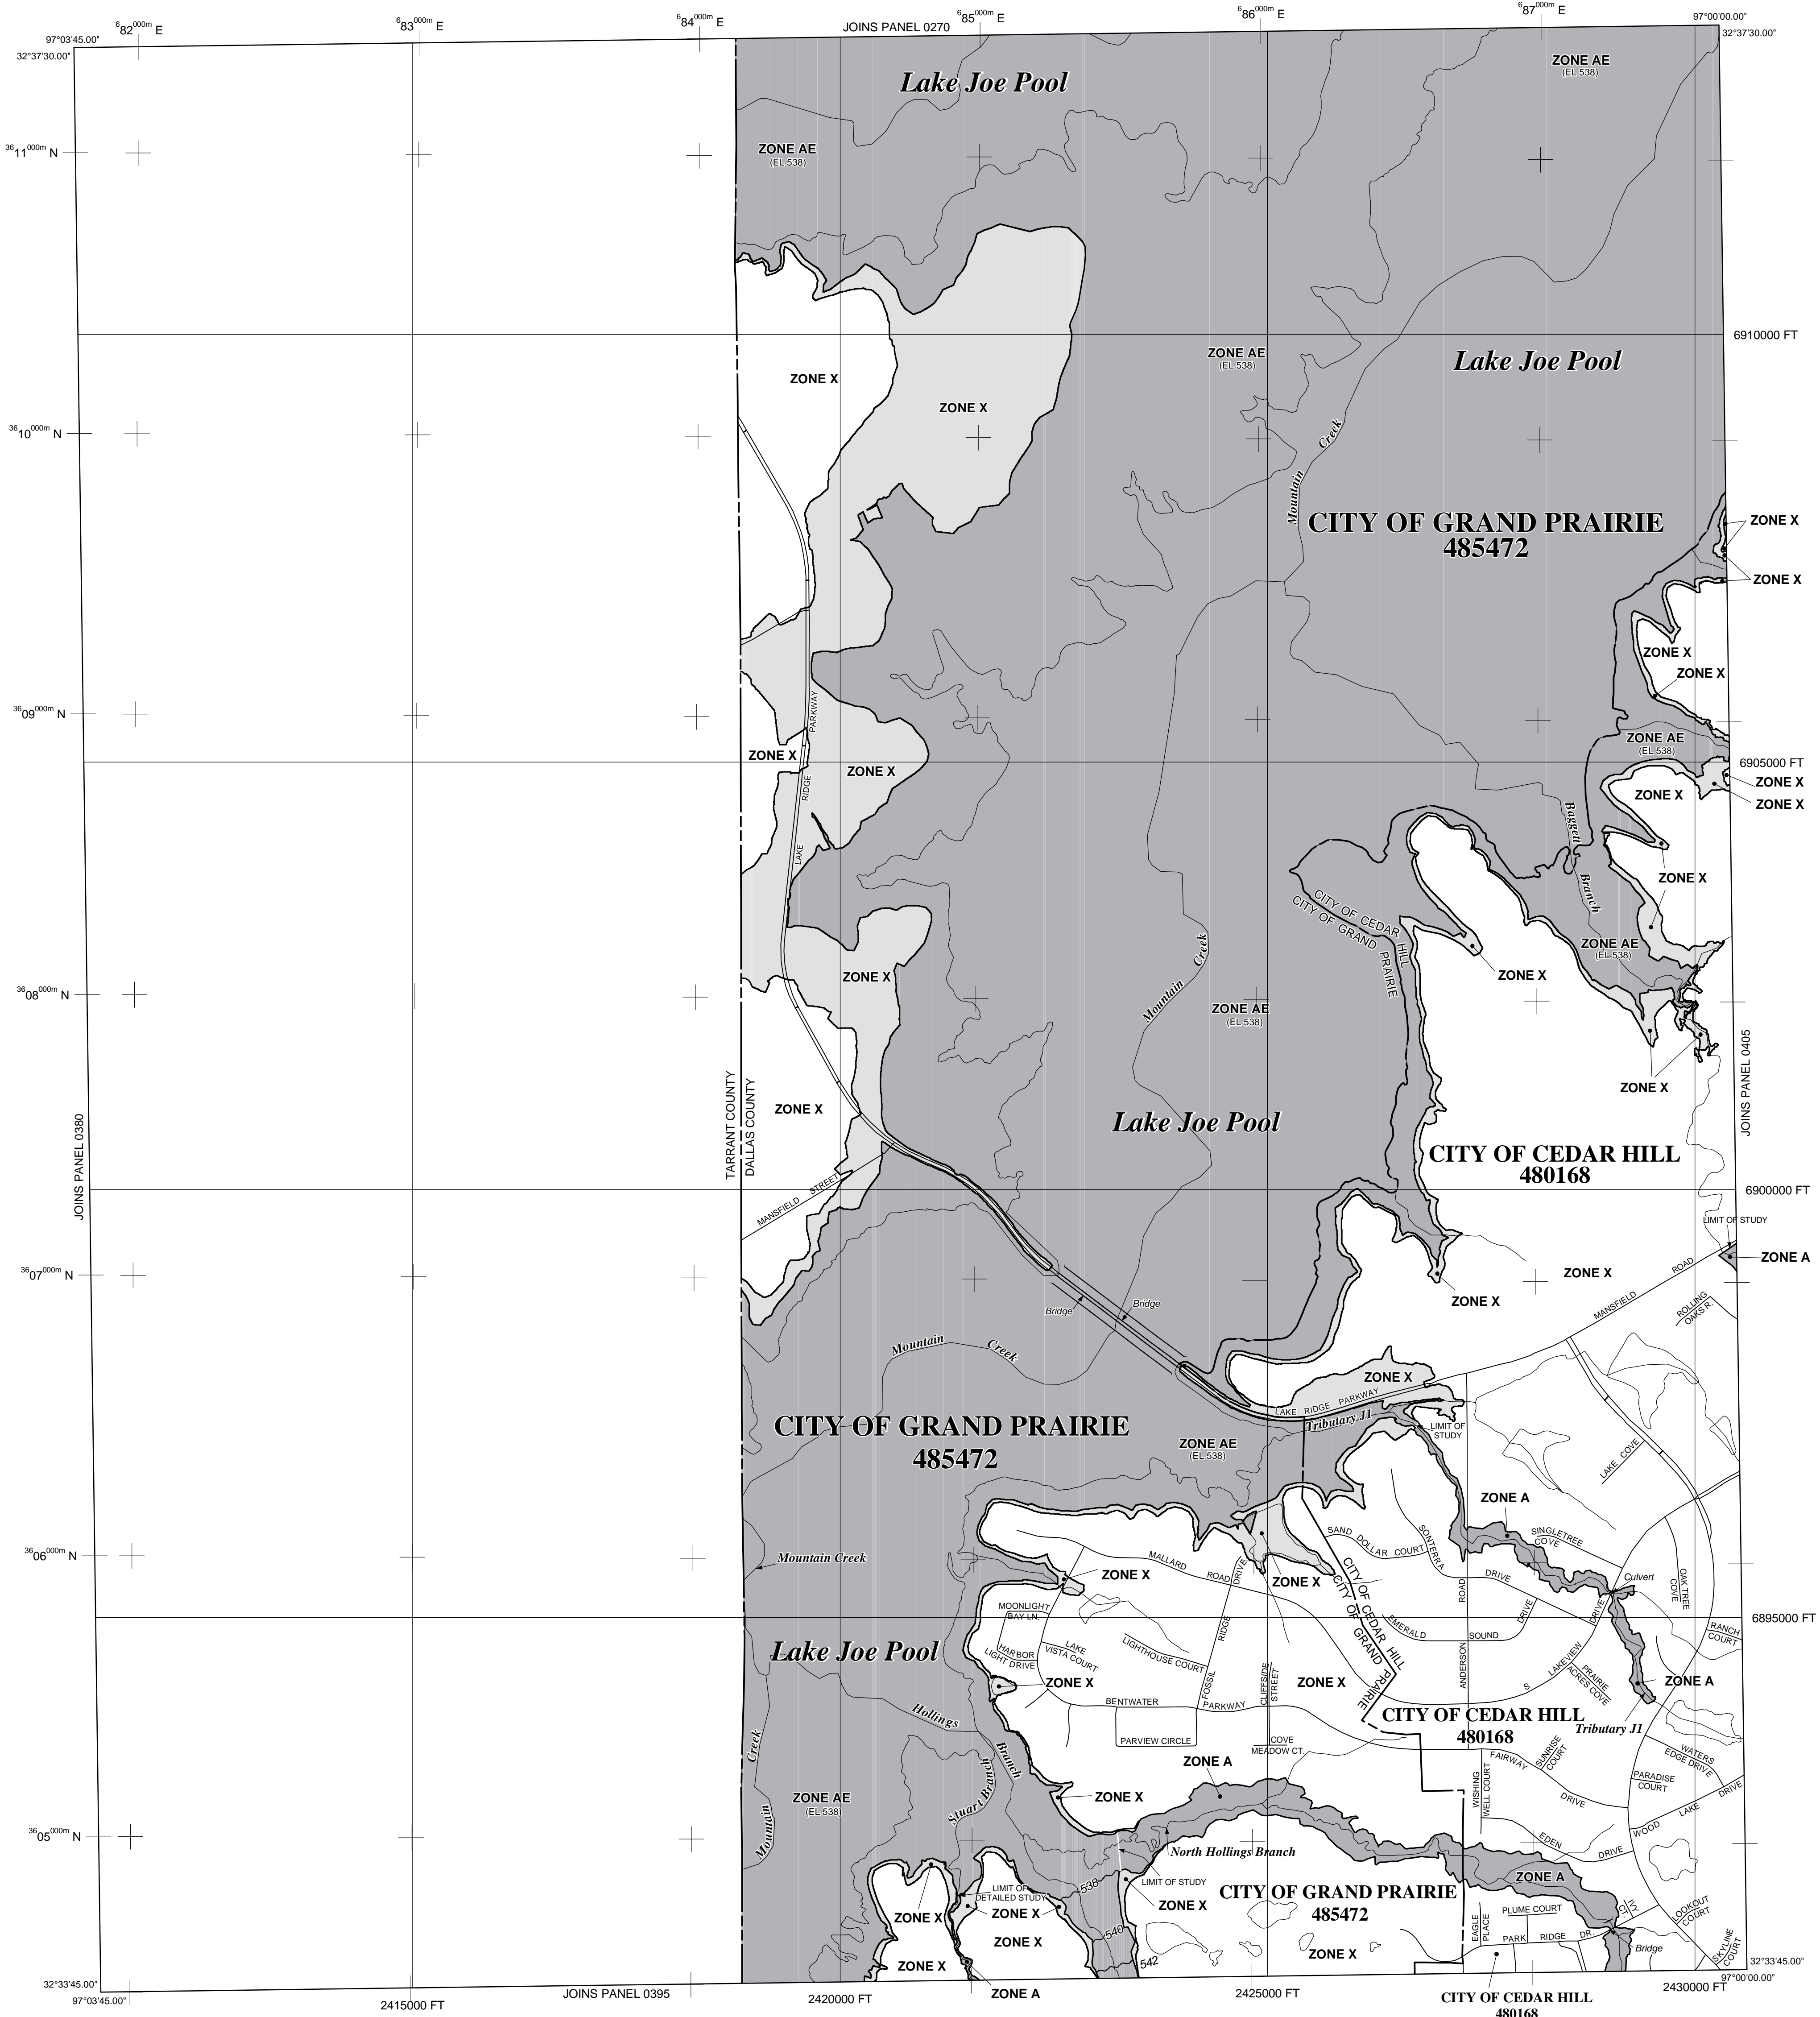 682000m E
683000m
684000m E
JOINS PANEL 0270
685000m E
686000m E
687000m E
97°03'45.00"
97°00'00.00"
32°37'30.00"
32°37'30.00"
Lake Joe Pool
ZONE AE
(EL 538)
3611000m N
ZONE AE
(EL 538)
6910000 FT
ZONE AE
(EL 538)
Lake Joe Pool
ZONE X
ZONE X
3610000m N
Mountain Creek
CITY OF GRAND PRAIRIE
485472
ZONE X
ZONE X
ZONE X
ZONE X
3609000m N
LAKE RIDGE PARKWAY
ZONE X
ZONE X
ZONE AE
(EL 538)
6905000 FT
ZONE X
ZONE X
ZONE X
Baggett Branch
ZONE X
CITY OF CEDAR HILL
CITY OF GRAND PRAIRIE
ZONE AE
(EL 538)
ZONE X
ZONE X
3608000m N
Mountain Creek
ZONE AE
(EL 538)
JOINS PANEL 0405
ZONE X
TARRANT COUNTY
DALLAS COUNTY
ZONE X
JOINS PANEL 0380
Lake Joe Pool
CITY OF CEDAR HILL
480168
MANSFIELD STREET
6900000 FT
LIMIT OF STUDY
ZONE A
3607000m N
ZONE X
ZONE X
MANSFIELD ROAD
ROLLING
OAKS R.
Bridge
Bridge
Mountain Creek
ZONE X
LAKE RIDGE PARKWAY
Tributary J1
LIMIT OF
STUDY
CITY OF GRAND PRAIRIE
485472
ZONE AE
(EL 538)
LAKE COVE
ZONE A
SAND DOLLAR COURT
SONTERRA DRIVE
SINGLETREE
COVE
3606000m N
Mountain Creek
MALLARD ROAD
RIDGE DRIVE
ZONE X
ZONE X
CITY OF CEDAR HILL
CITY OF GRAND PRAIRIE
ANDERSON ROAD
Culvert
OAK TREE
COVE
MOONLIGHT
BAY LN.
6895000 FT
EMERALD SOUND DRIVE
RANCH
COURT
Lake Joe Pool
HARBOR
LIGHT DRIVE
LAKE
VISTA COURT
LIGHTHOUSE COURT
FOSSIL
CLIFFSIDE
STREET
ZONE X
ZONE X
S LAKEVIEW DRIVE
PRAIRIE
ACRES COVE
ZONE A
BENTWATER PARKWAY
CITY OF CEDAR HILL
480168
Tributary J1
Hollings Branch
PARVIEW CIRCLE
COVE
MEADOW CT.
Creek
ZONE A
FAIRWAY DRIVE
SUNRISE
COURT
WATERS
EDGE DRIVE
PARADISE
COURT
WISHING
WELL COURT
Stuart Branch
ZONE AE
(EL 538)
ZONE X
WOOD LAKE DRIVE
Mountain
3605000m N
EDEN DRIVE
North Hollings Branch
LIMIT OF STUDY
538
ZONE A
LIMIT OF
DETAILED STUDY
CITY OF GRAND PRAIRIE
485472
ZONE X
ZONE X
ZONE X
IVY
CT.
LOOKOUT
COURT
PLUME COURT
EAGLE
PLACE
540
PARK RIDGE DR.
ZONE X
ZONE X
Bridge
542
ZONE X
SKYLINE
COURT
32°33'45.00"
32°33'45.00"
97°03'45.00"
97°00'00.00"
2415000 FT
JOINS PANEL 0395
2420000 FT
ZONE A
2425000 FT
CITY OF CEDAR HILL
480168
2430000 FT